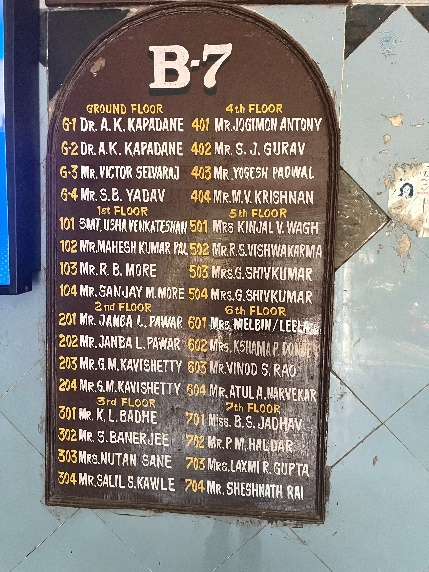 B-7
GROUND FLOOR
G-1 DR. A. K. KAPADANE
G-2 DR. A.K. KAPADANE
G-3 MR. VICTOR SELVARAJ
G-4 MR. S.B. YADAV
1st FLOOR
101 SMT. USHA VENKATESHAN
102 MR. MAHESH KUMAR PAL
103 MR. R. B. MORE
104 MR. SANJAY M. MORE
2nd FLOOR
201 MR. JANBA L. PAWAR
202 MR. JANBA L. PAWAR
203 MR. G.M. KAVISHETTY
204 MR. G.M. KAVISHETTY
3rd FLOOR
301 MR. K. L. BADHE
302 MR. S. BANERJEE
303 MRS. NUTAN SANE
304 MR. SALIL S. KAWLE
4th FLOOR
401 MR. JOGIMON ANTONY
402 MR. S. J. GURAV
403 MR. YOGESH PADWAL
404 MR. M.V. KRISHNAN
5th FLOOR
501 MRS KINJAL V. WAGH
502 MR. R.S. VISHWAKARMA
503 MRS. G. SHIVKUMAR
504 MRS. G. SHIVKUMAR
6th FLOOR
601 MRS. MELBIN / LEELA
602 MRS. KSHAMA P.
603 MR. VINOD S. RAO
604 MR. ATUL A. NARVEKAR
7th FLOOR
701 MISS. B. S. JADHAV
702 MR. P M. HALDAR
703 MRS. LAXMI R. GUPTA
704 MR. SHESHNATH RAI